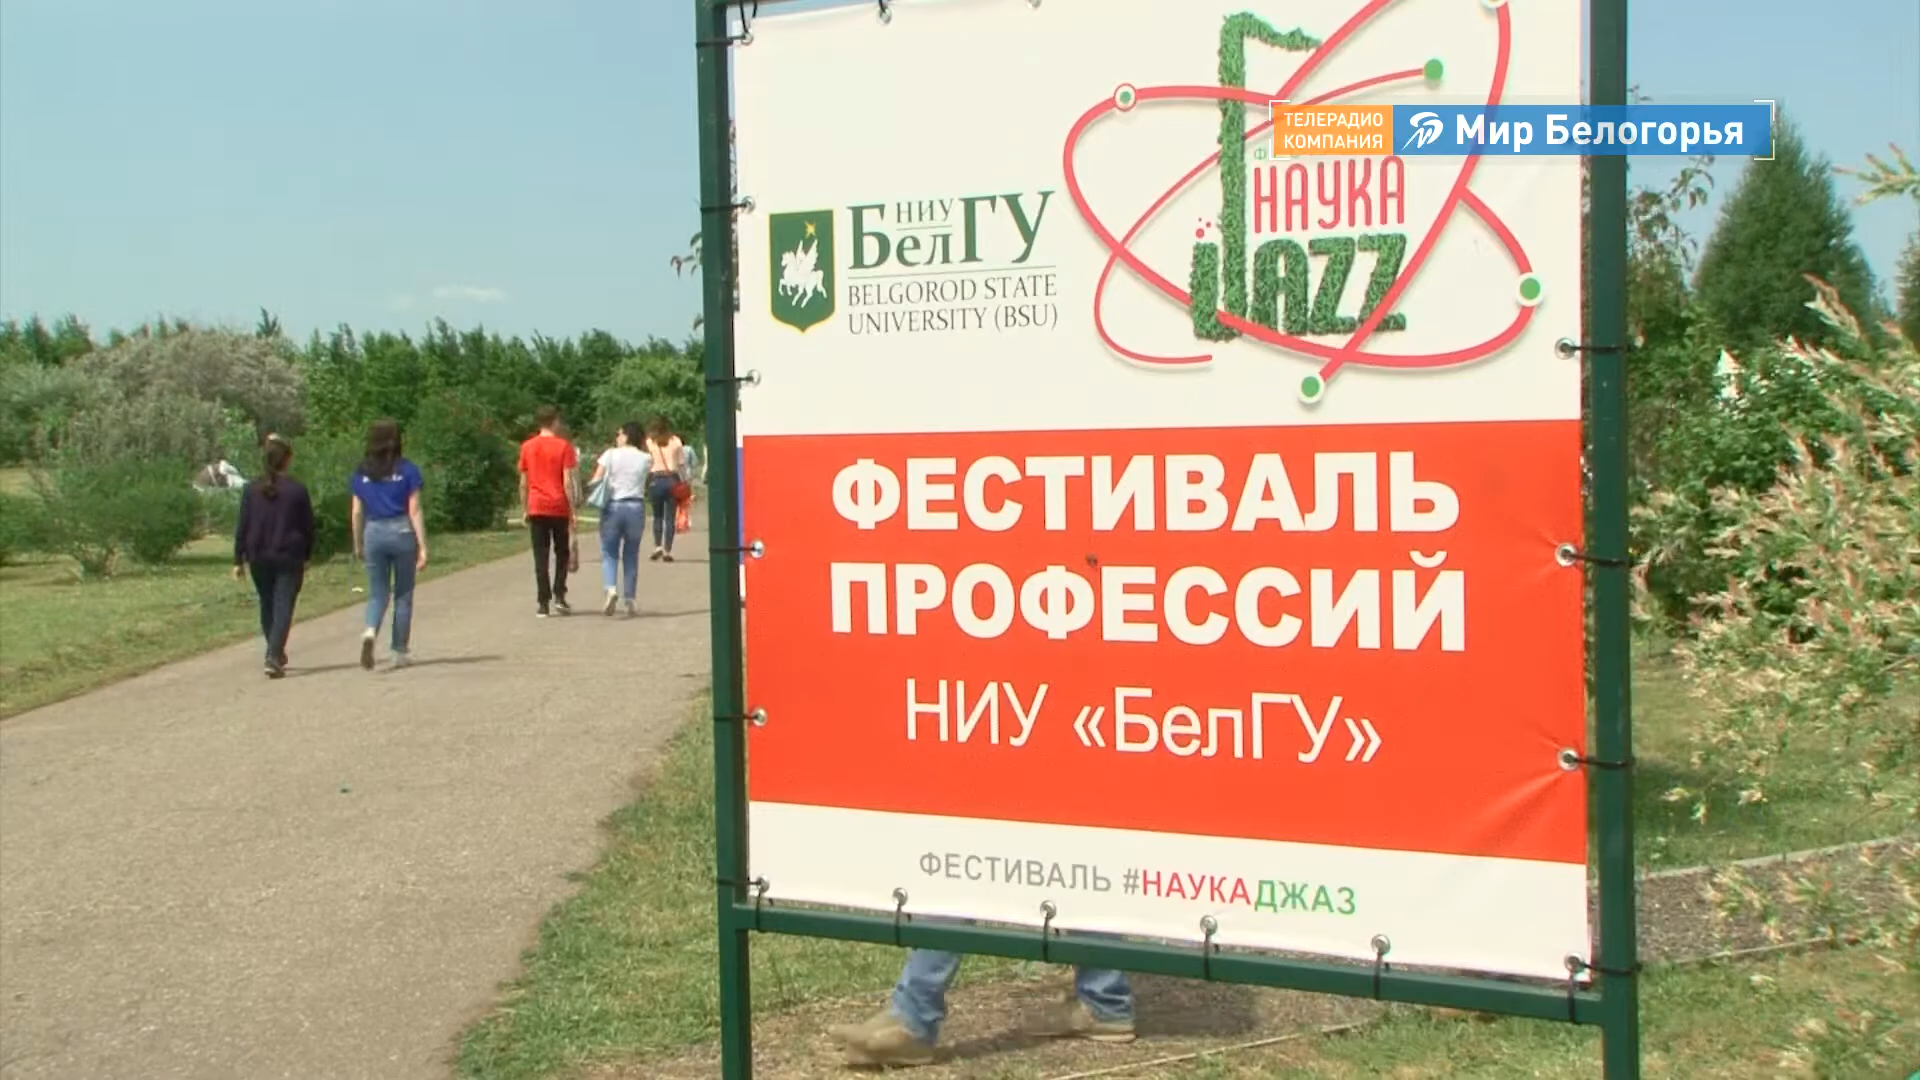 ТЕЛЕРАДИО
КОМПАНИЯ
Мир Белогорья
НИУ
БелГУ
BELGOROD STATE
UNIVERSITY (BSU)
НАУКА
JAZZ
ФЕСТИВАЛЬ
ПРОФЕССИЙ
НИУ «БелГУ»
ФЕСТИВАЛЬ #НАУКАДЖАЗ